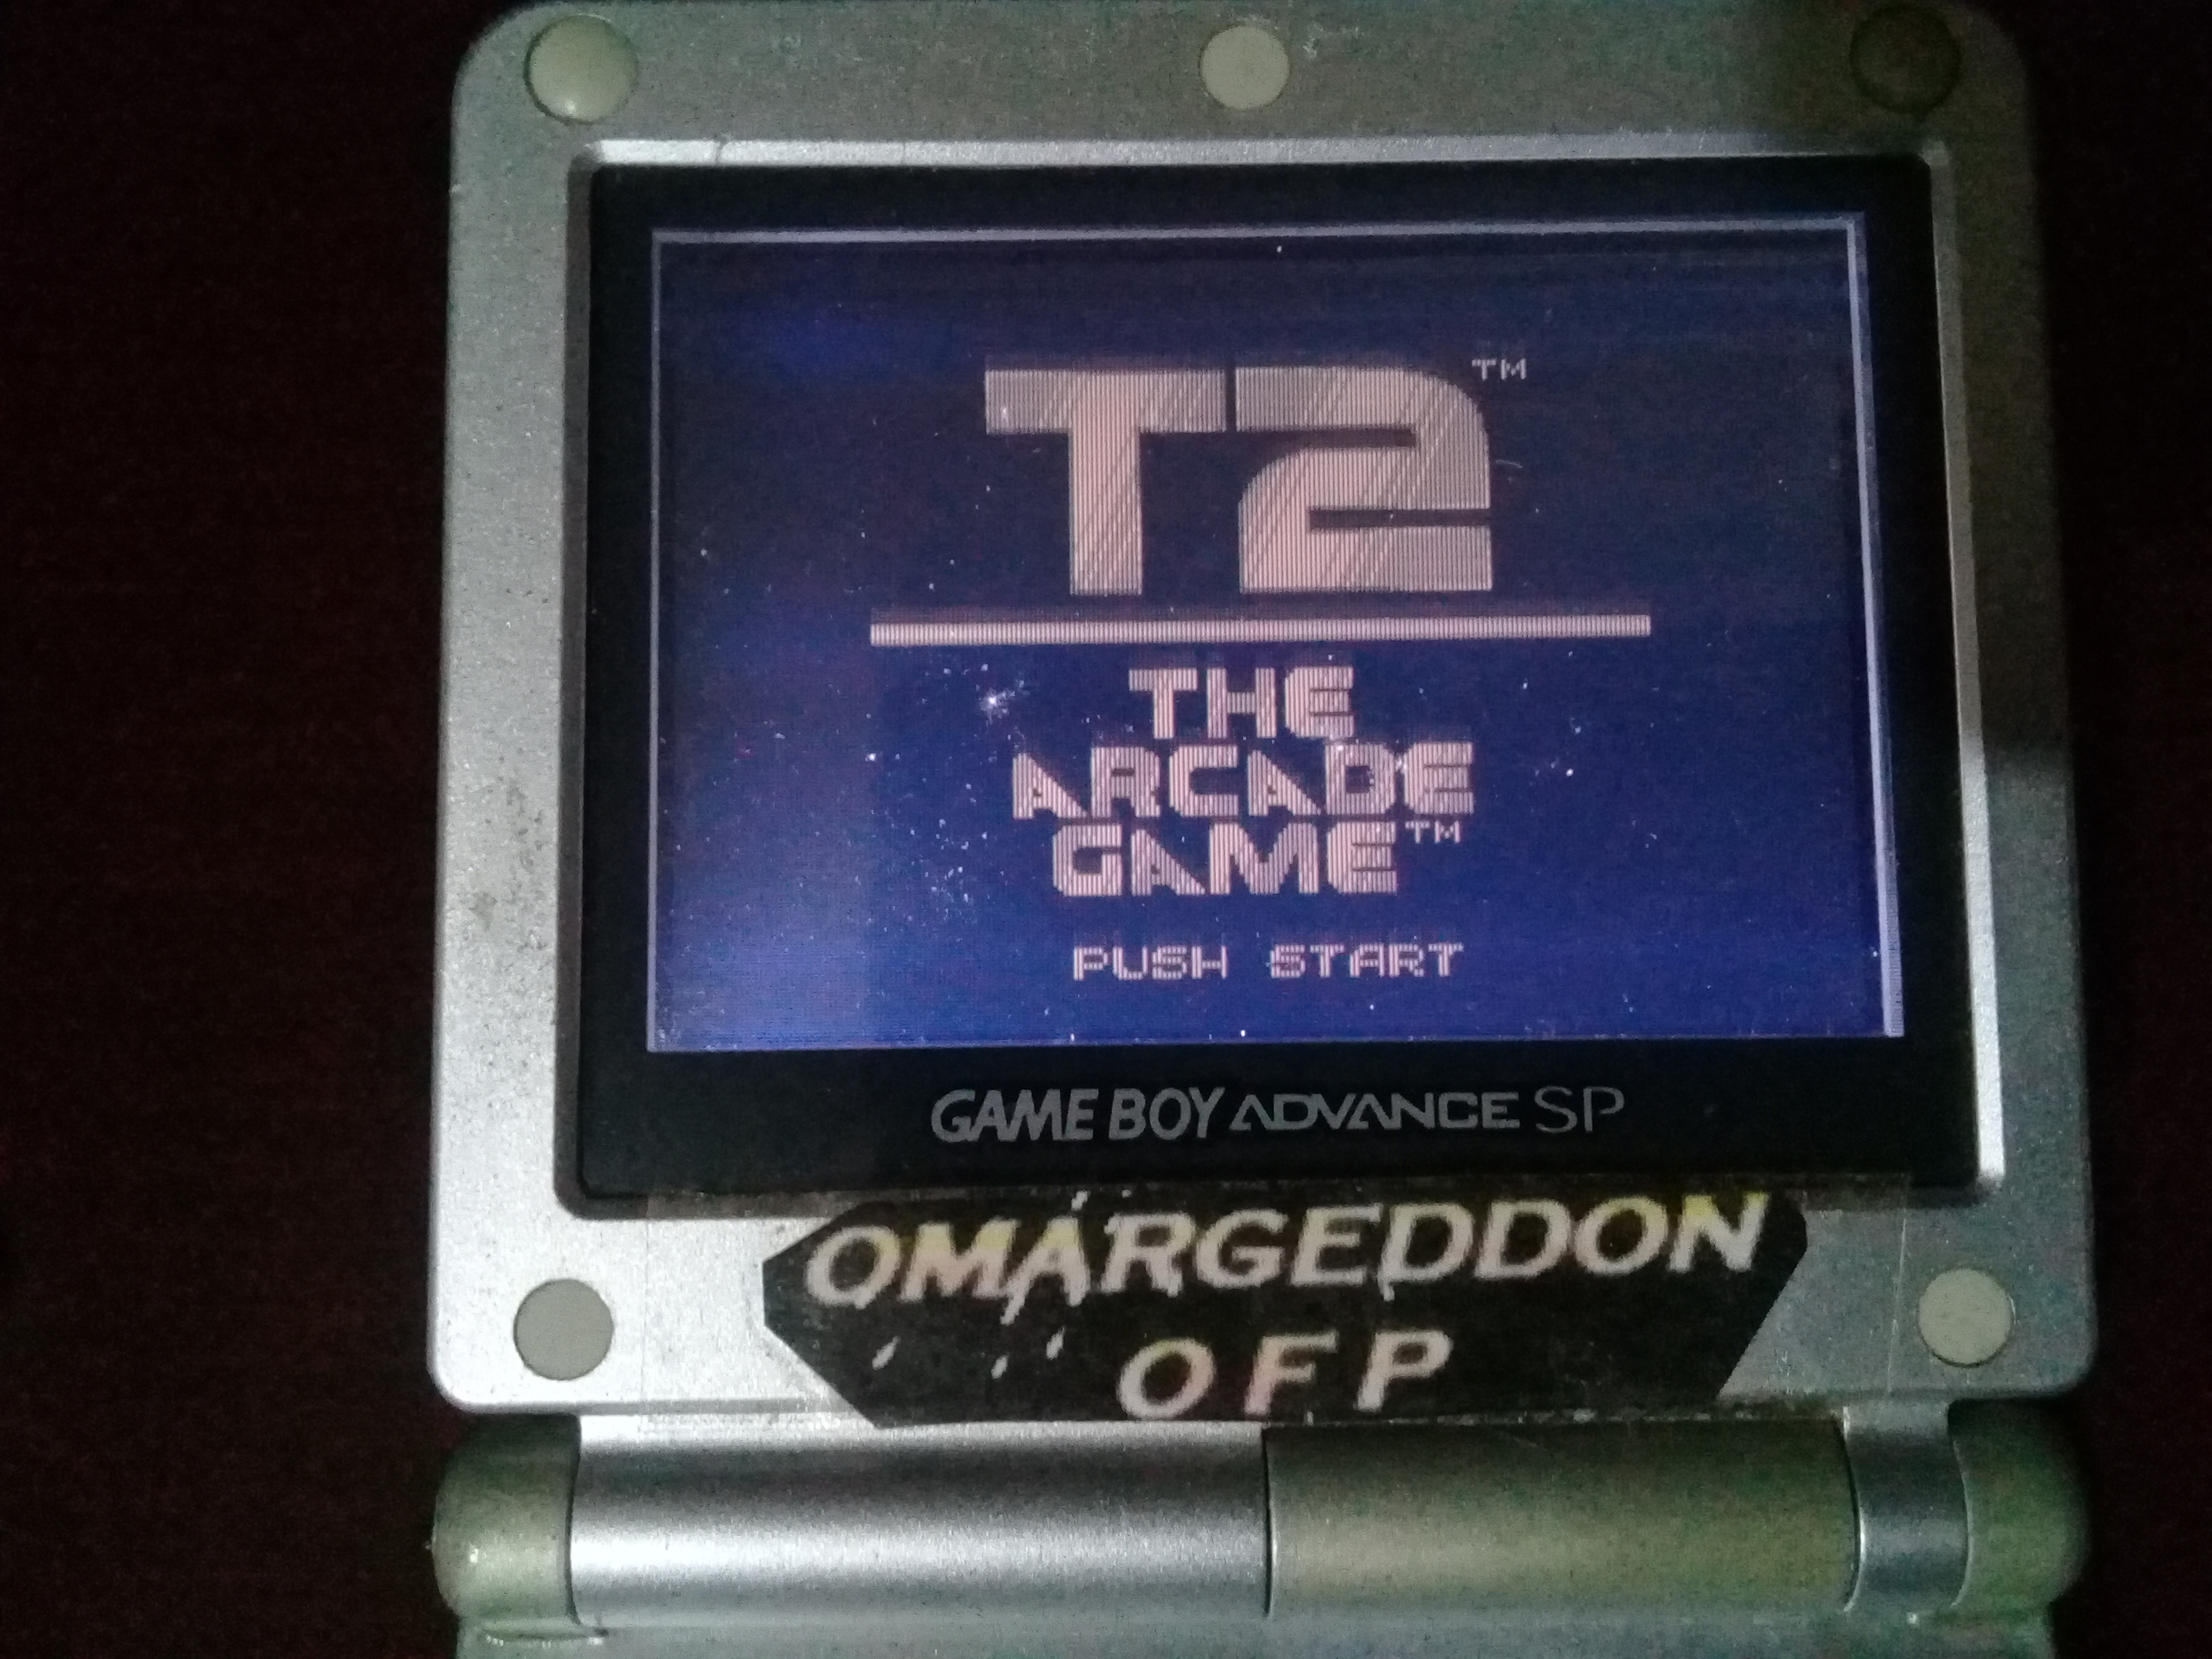 T2™
THE
ARCADE
GAME™
PUSH START
GAME BOY ADVANCE SP
OMARGEDDON
OFP